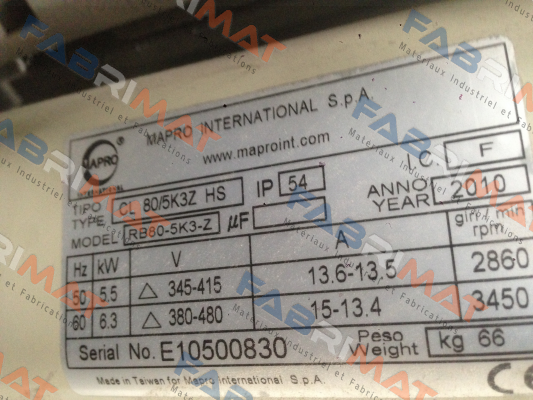 MAPRO INTERNATIONAL S.p.A.
www.maproint.com
MAPRO ®
INTERNATIONAL
TIPO
TYPE CL 80/5K3Z HS IP 54 I.C. F
MODEL RB80-5K3-Z µF ANNO
YEAR 2010
Hz kW V A giri min
rpm
50 5.5 △ 345-415 13.6-13.5 2860
60 6.3 △ 380-480 15-13.4 3450
Serial No. E10500830 Peso
Weight kg 66
Made in Taiwan for Mapro International S.p.A.
C€
FABRIMAT
Materiaux Industriel et Fabrications